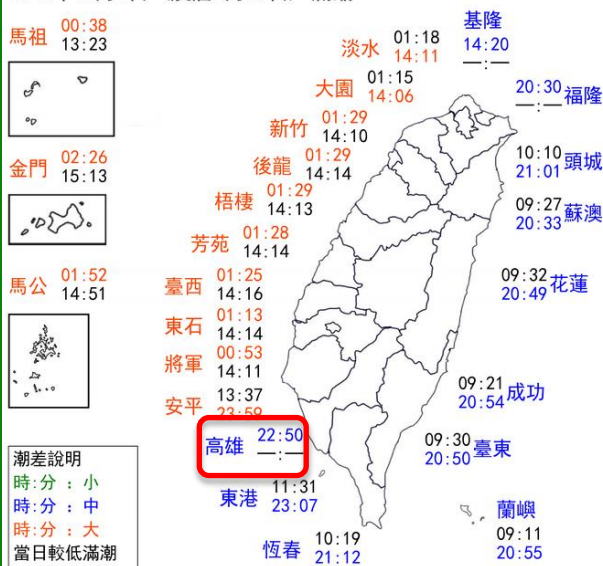 馬祖 00:38
13:23
金門 02:26
15:13
馬公 01:52
14:51
基隆
14:20
--:--
淡水 01:18
14:11
大園 01:15
14:06
新竹 01:29
14:10
後龍 01:29
14:14
梧棲 01:29
14:13
芳苑 01:28
14:14
臺西 01:25
14:16
東石 01:13
14:14
將軍 00:53
14:11
安平 13:37
23:59
高雄 22:50
--:--
東港 11:31
23:07
恆春 10:19
21:12
20:30 福隆
--:--
10:10 頭城
21:01
09:27 蘇澳
20:33
09:32 花蓮
20:49
09:21 成功
20:54
09:30 臺東
20:50
蘭嶼
09:11
20:55
潮差說明
時:分 : 小
時:分 : 中
時:分 : 大
當日較低滿潮